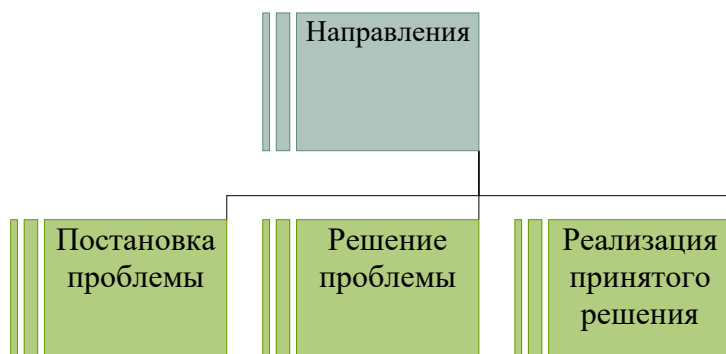 Направления
Постановка
проблемы
Решение
проблемы
Реализация
принятого
решения